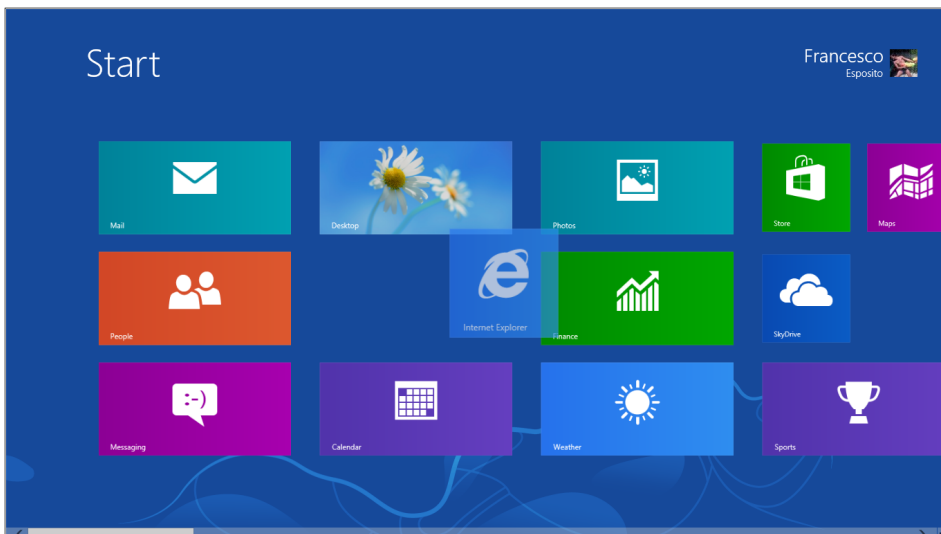 Start
Francesco
Esposito
Mail
Desktop
Photos
Store
Maps
People
Internet Explorer
Finance
SkyDrive
:-)
Messaging
Calendar
Weather
Sports